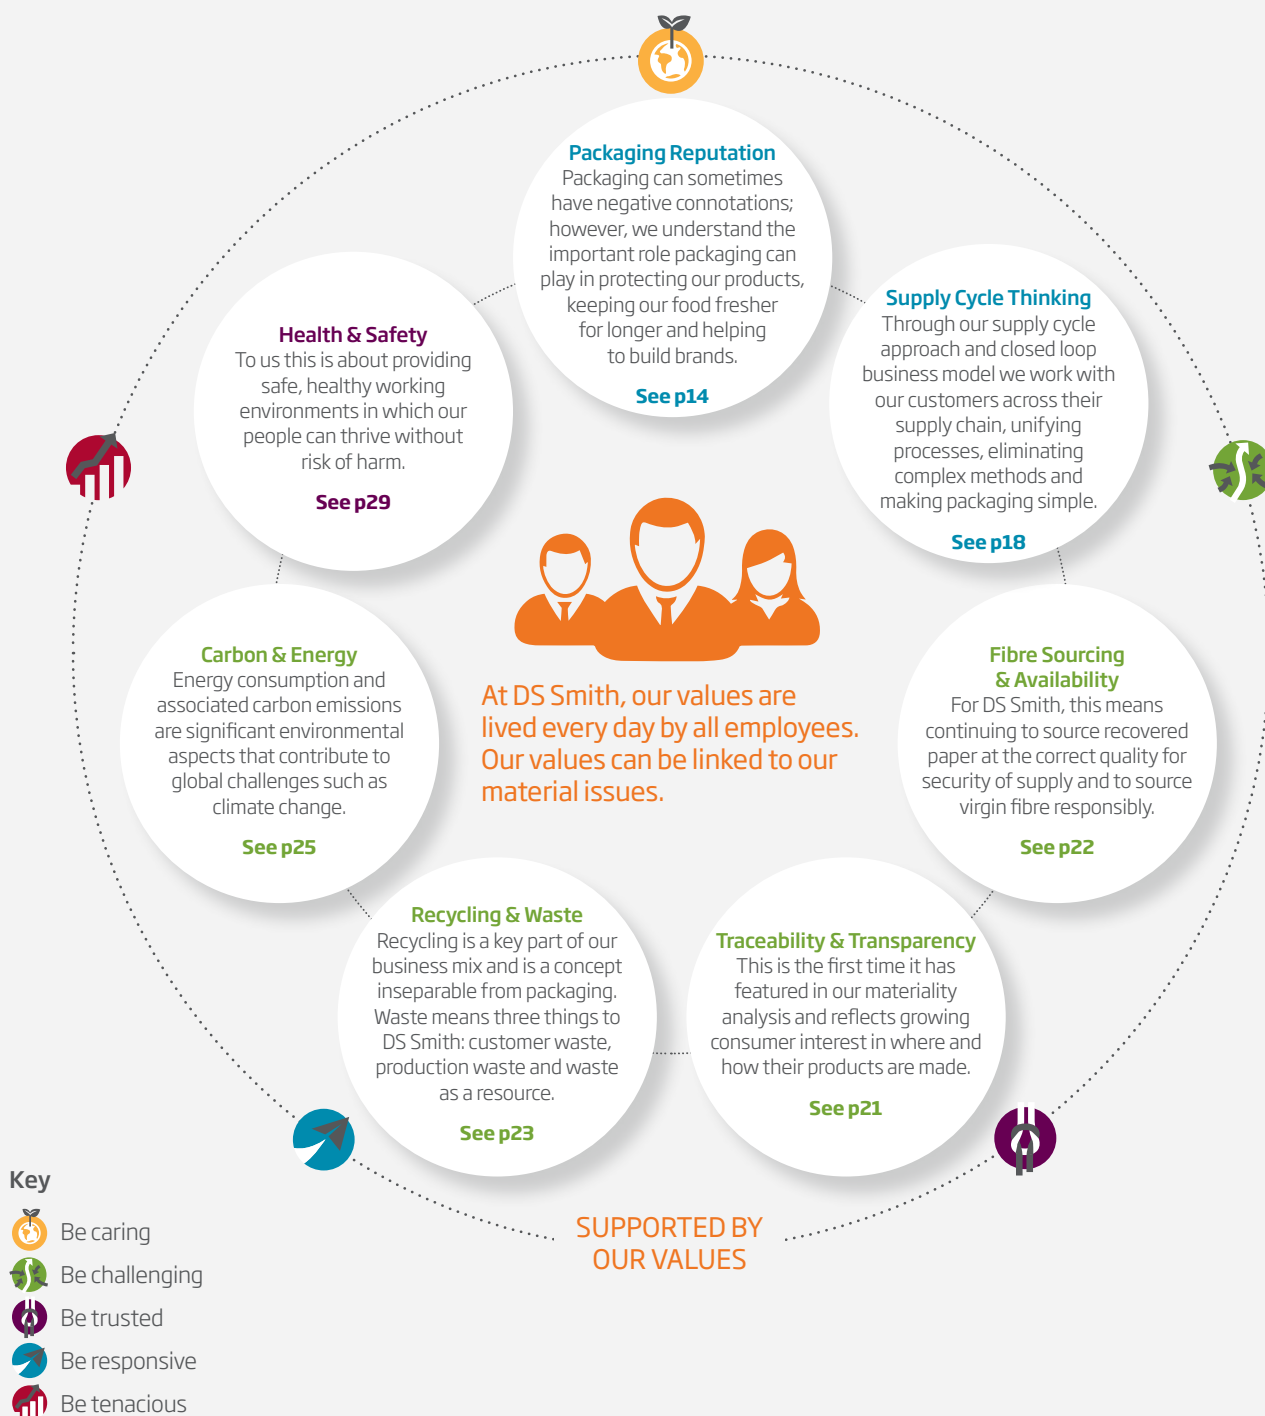 Packaging Reputation
Packaging can sometimes
have negative connotations;
however, we understand the
important role packaging can
play in protecting our products,
keeping our food fresher
for longer and helping
to build brands.
See p14
Supply Cycle Thinking
Through our supply cycle
approach and closed loop
business model we work with
our customers across their
supply chain, unifying
processes, eliminating
complex methods and
making packaging simple.
See p18
Health & Safety
To us this is about providing
safe, healthy working
environments in which our
people can thrive without
risk of harm.
See p29
At DS Smith, our values are
lived every day by all employees.
Our values can be linked to our
material issues.
Carbon & Energy
Energy consumption and
associated carbon emissions
are significant environmental
aspects that contribute to
global challenges such as
climate change.
See p25
Fibre Sourcing
& Availability
For DS Smith, this means
continuing to source recovered
paper at the correct quality for
security of supply and to source
virgin fibre responsibly.
See p22
Recycling & Waste
Recycling is a key part of our
business mix and is a concept
inseparable from packaging.
Waste means three things to
DS Smith: customer waste,
production waste and waste
as a resource.
See p23
Traceability & Transparency
This is the first time it has
featured in our materiality
analysis and reflects growing
consumer interest in where and
how their products are made.
See p21
SUPPORTED BY
OUR VALUES
Key
Be caring
Be challenging
Be trusted
Be responsive
Be tenacious